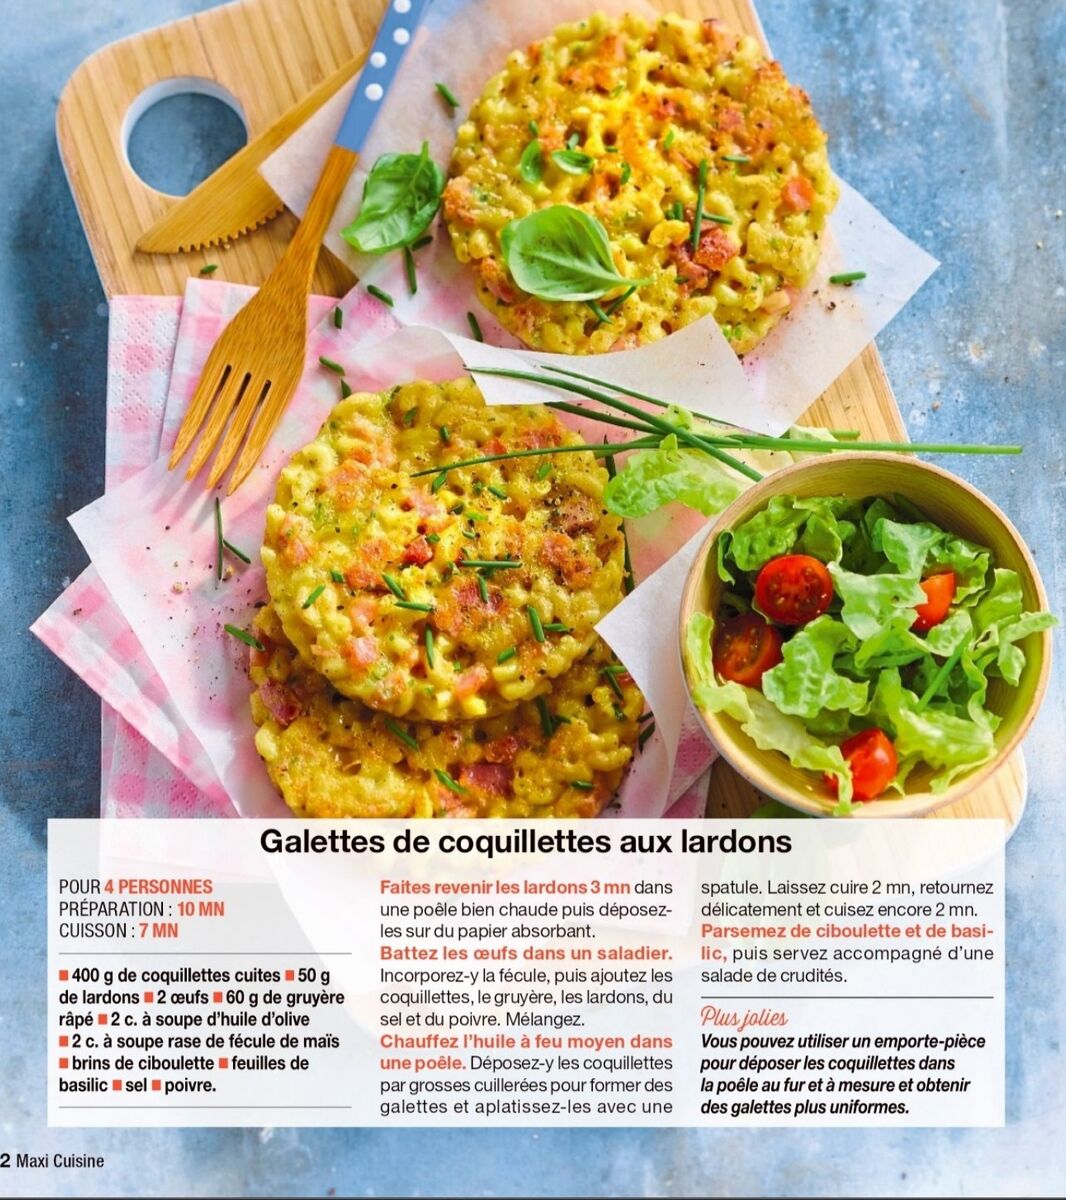 Galettes de coquillettes aux lardons
POUR 4 PERSONNES
PRÉPARATION : 10 MN
CUISSON : 7 MN
■ 400 g de coquillettes cuites ■ 50 g
de lardons ■ 2 œufs ■ 60 g de gruyère
râpé ■ 2 c. à soupe d’huile d’olive
■ 2 c. à soupe rase de fécule de maïs
■ brins de ciboulette ■ feuilles de
basilic ■ sel ■ poivre.
Faites revenir les lardons 3 mn dans
une poêle bien chaude puis déposez-
les sur du papier absorbant.
Battez les œufs dans un saladier.
Incorporez-y la fécule, puis ajoutez les
coquillettes, le gruyère, les lardons, du
sel et du poivre. Mélangez.
Chauffez l’huile à feu moyen dans
une poêle. Déposez-y les coquillettes
par grosses cuillerées pour former des
galettes et aplatissez-les avec une
spatule. Laissez cuire 2 mn, retournez
délicatement et cuisez encore 2 mn.
Parsemez de ciboulette et de basi-
lic, puis servez accompagné d’une
salade de crudités.
Plus jolies
Vous pouvez utiliser un emporte-pièce
pour déposer les coquillettes dans
la poêle au fur et à mesure et obtenir
des galettes plus uniformes.
2 Maxi Cuisine